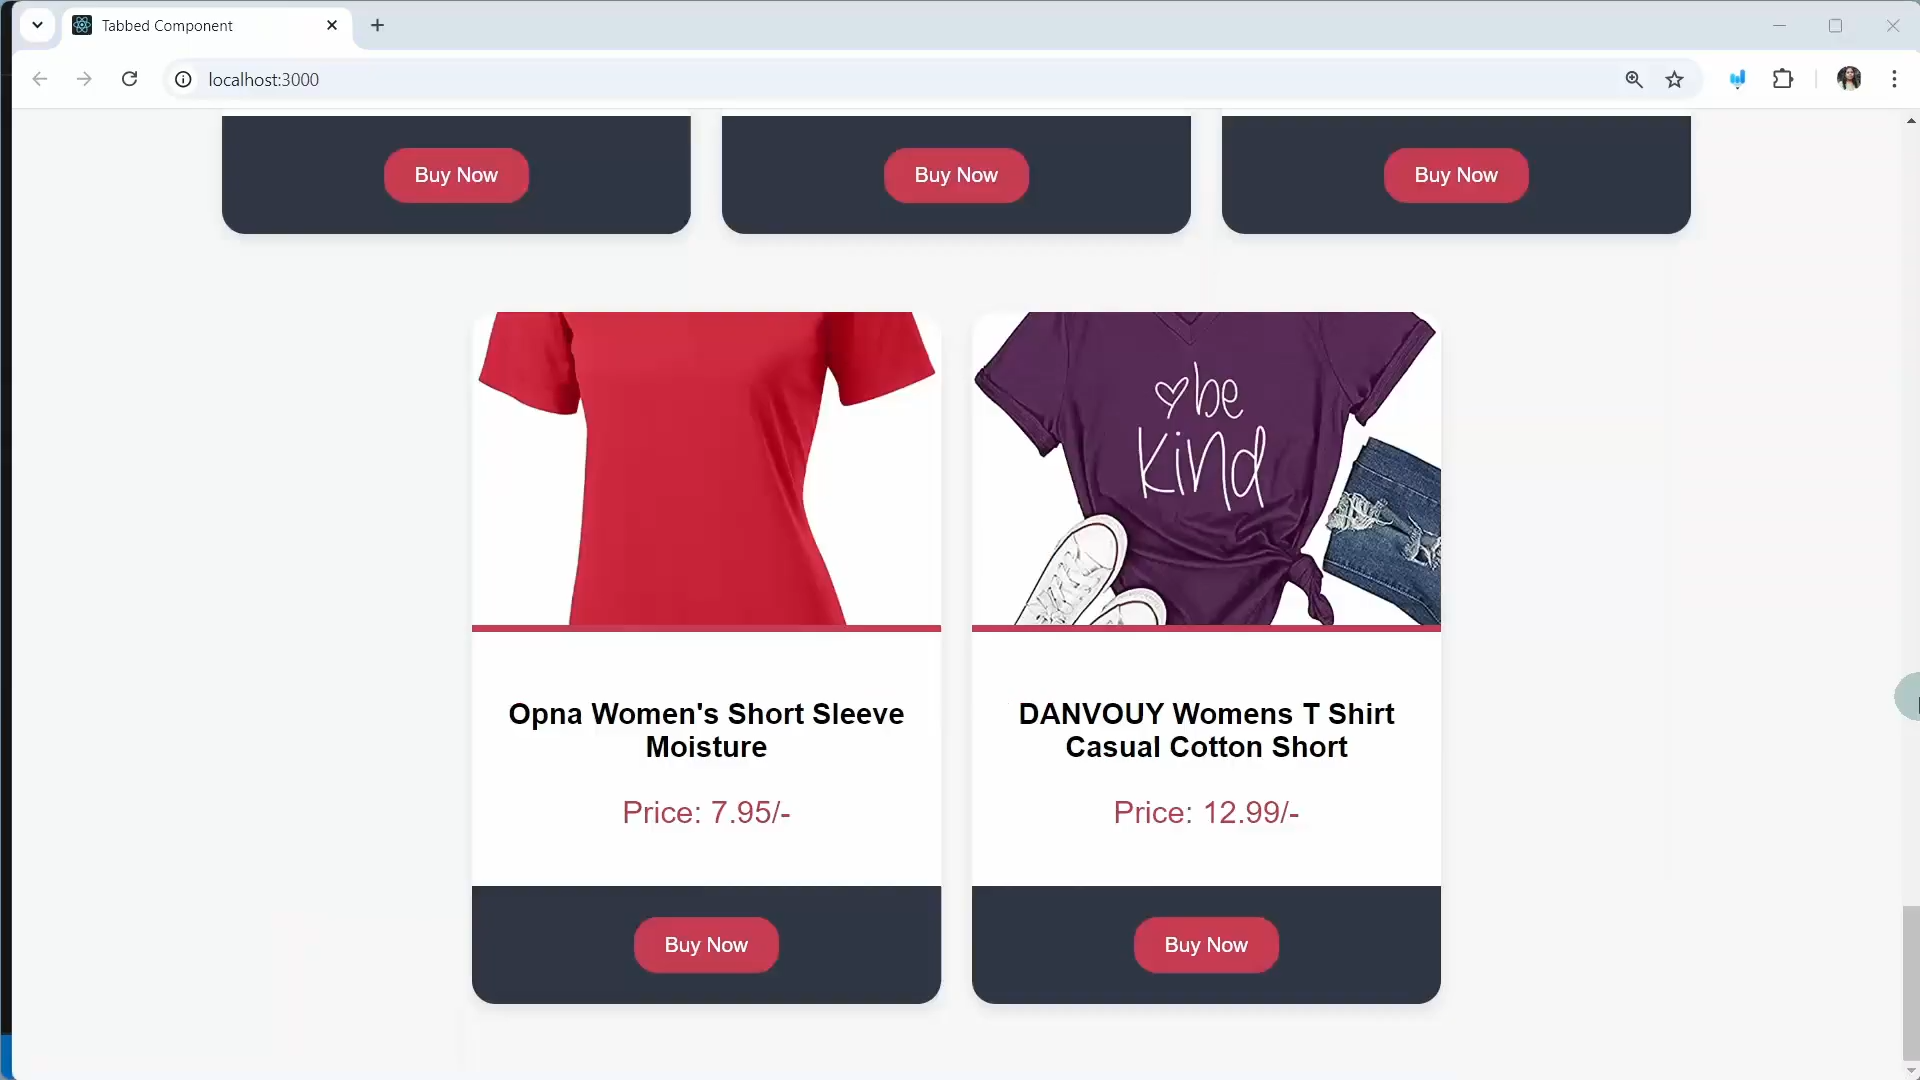 Tabbed Component
localhost:3000
Buy Now
Buy Now
Buy Now
be
kind
Opna Women's Short Sleeve
Moisture
Price: 7.95/-
Buy Now
DANVOUY Womens T Shirt
Casual Cotton Short
Price: 12.99/-
Buy Now